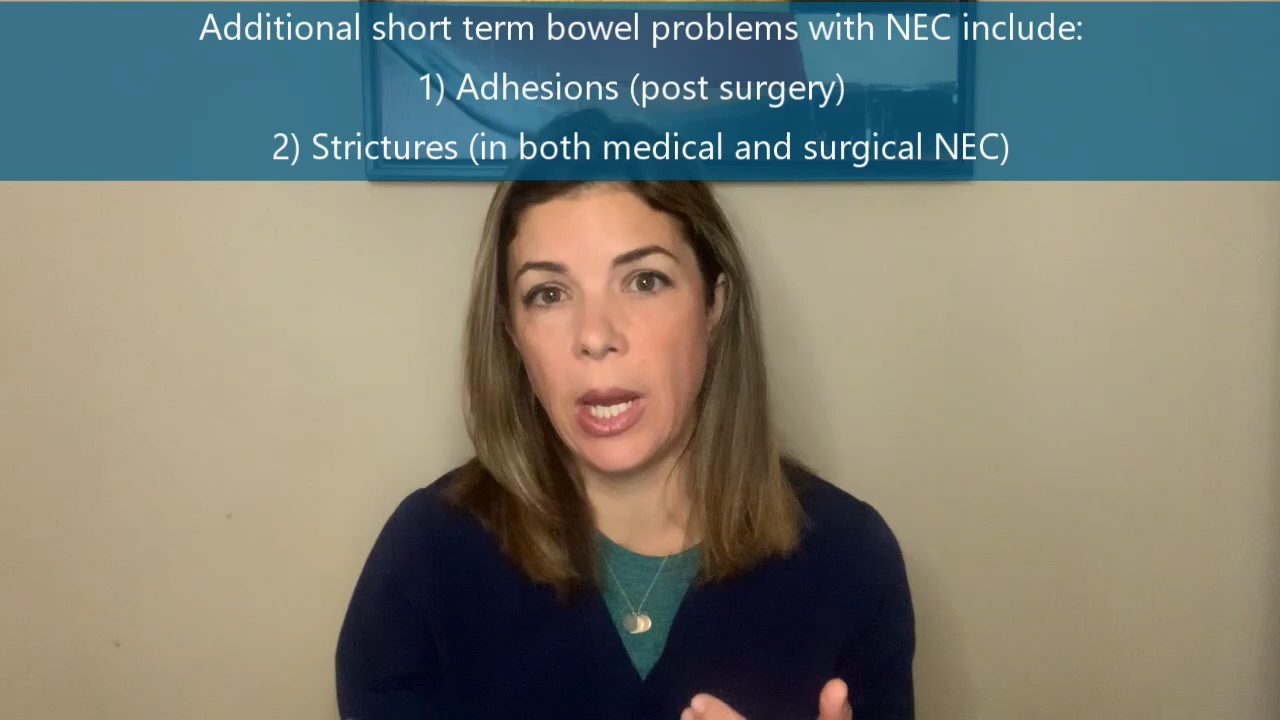 Additional short term bowel problems with NEC include:
1) Adhesions (post surgery)
2) Strictures (in both medical and surgical NEC)